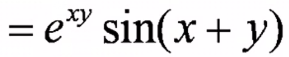 = e^{xy} sin(x + y)